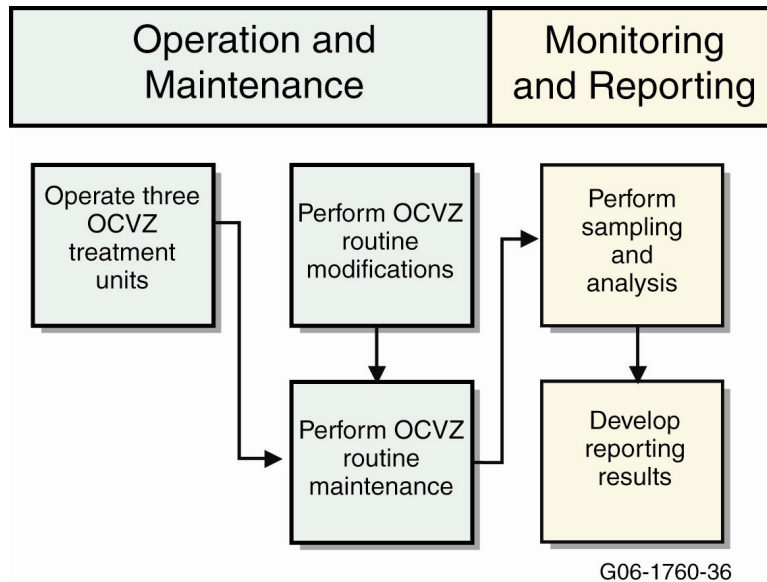 Operation and
Maintenance
Monitoring
and Reporting
Operate three
OCVZ
treatment
units
Perform OCVZ
routine
modifications
Perform
sampling
and
analysis
Perform OCVZ
routine
maintenance
Develop
reporting
results
G06-1760-36